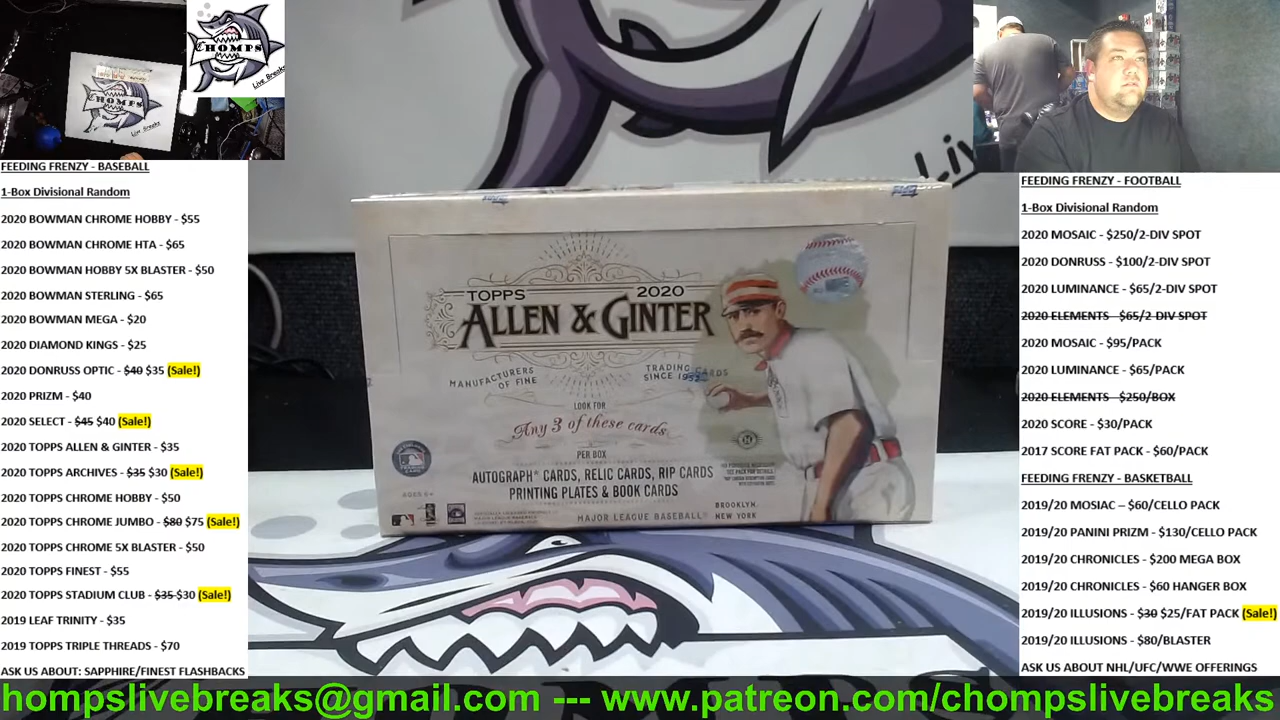 CHOMPS
Live Breaks
CHOMPS
Live Breaks
FEEDING FRENZY - BASEBALL
1-Box Divisional Random
2020 BOWMAN CHROME HOBBY - $55
2020 BOWMAN CHROME HTA - $65
2020 BOWMAN HOBBY 5X BLASTER - $50
2020 BOWMAN STERLING - $65
2020 BOWMAN MEGA - $20
2020 DIAMOND KINGS - $25
2020 DONRUSS OPTIC - $40 $35 (Sale!)
2020 PRIZM - $40
2020 SELECT - $45 $40 (Sale!)
2020 TOPPS ALLEN & GINTER - $35
2020 TOPPS ARCHIVES - $35 $30 (Sale!)
2020 TOPPS CHROME HOBBY - $50
2020 TOPPS CHROME JUMBO - $80 $75 (Sale!)
2020 TOPPS CHROME 5X BLASTER - $50
2020 TOPPS FINEST - $55
2020 TOPPS STADIUM CLUB - $35 $30 (Sale!)
2019 LEAF TRINITY - $35
2019 TOPPS TRIPLE THREADS - $70
ASK US ABOUT: SAPPHIRE/FINEST FLASHBACKS
Liv
TOPPS 2020
ALLEN & GINTER
MANUFACTURERS OF FINE
TRADING CARDS
SINCE
LOOK FOR
Any 3 of these cards
PER BOX
AUTOGRAPH* CARDS, RELIC CARDS, RIP CARDS
PRINTING PLATES & BOOK CARDS
AGES 6+
MAJOR LEAGUE BASEBALL®
BROOKLYN,
NEW YORK
FEEDING FRENZY - FOOTBALL
1-Box Divisional Random
2020 MOSAIC - $250/2-DIV SPOT
2020 DONRUSS - $100/2-DIV SPOT
2020 LUMINANCE - $65/2-DIV SPOT
2020 ELEMENTS - $65/2-DIV SPOT
2020 MOSAIC - $95/PACK
2020 LUMINANCE - $65/PACK
2020 ELEMENTS - $250/BOX
2020 SCORE - $30/PACK
2017 SCORE FAT PACK - $60/PACK
FEEDING FRENZY - BASKETBALL
2019/20 MOSIAC – $60/CELLO PACK
2019/20 PANINI PRIZM - $130/CELLO PACK
2019/20 CHRONICLES - $200 MEGA BOX
2019/20 CHRONICLES - $60 HANGER BOX
2019/20 ILLUSIONS - $30 $25/FAT PACK (Sale!)
2019/20 ILLUSIONS - $80/BLASTER
ASK US ABOUT NHL/UFC/WWE OFFERINGS
hompslivebreaks@gmail.com --- www.patreon.com/chompslivebreaks